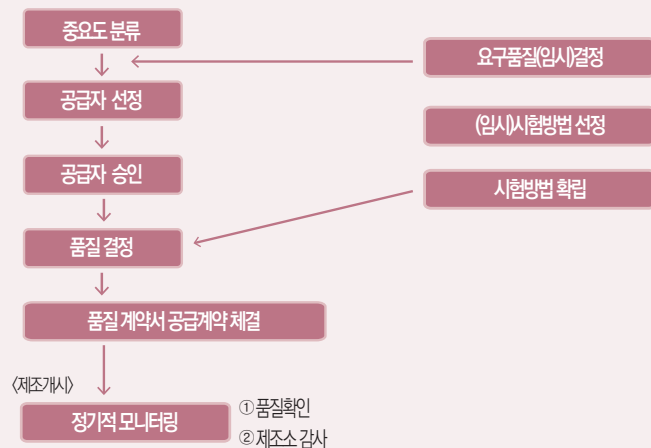 중요도 분류
요구품질(임시)결정
공급자 선정
(임시)시험방법 선정
공급자 승인
시험방법 확립
품질 결정
품질 계약서 공급계약 체결
〈제조개시〉
정기적 모니터링
① 품질확인
② 제조소 감사